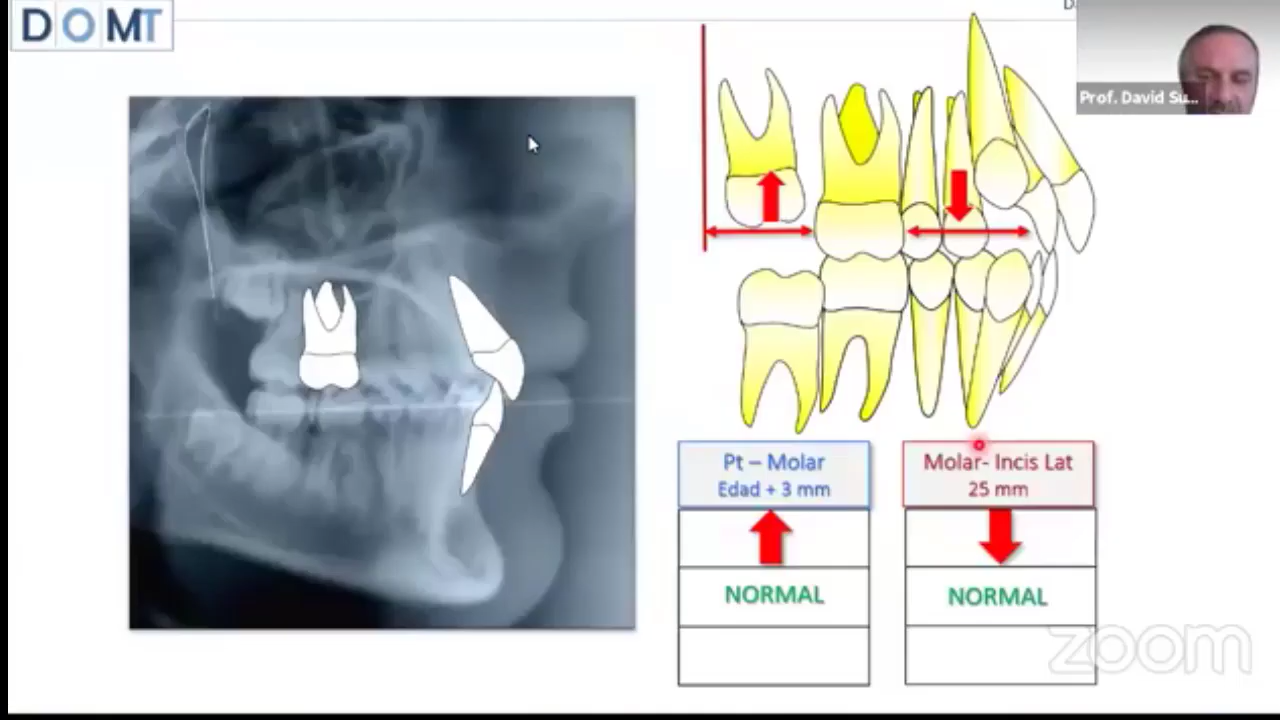 DOMT
Prof. David Su...
Pt – Molar
Edad + 3 mm
Molar- Incis Lat
25 mm
NORMAL
NORMAL
zoom